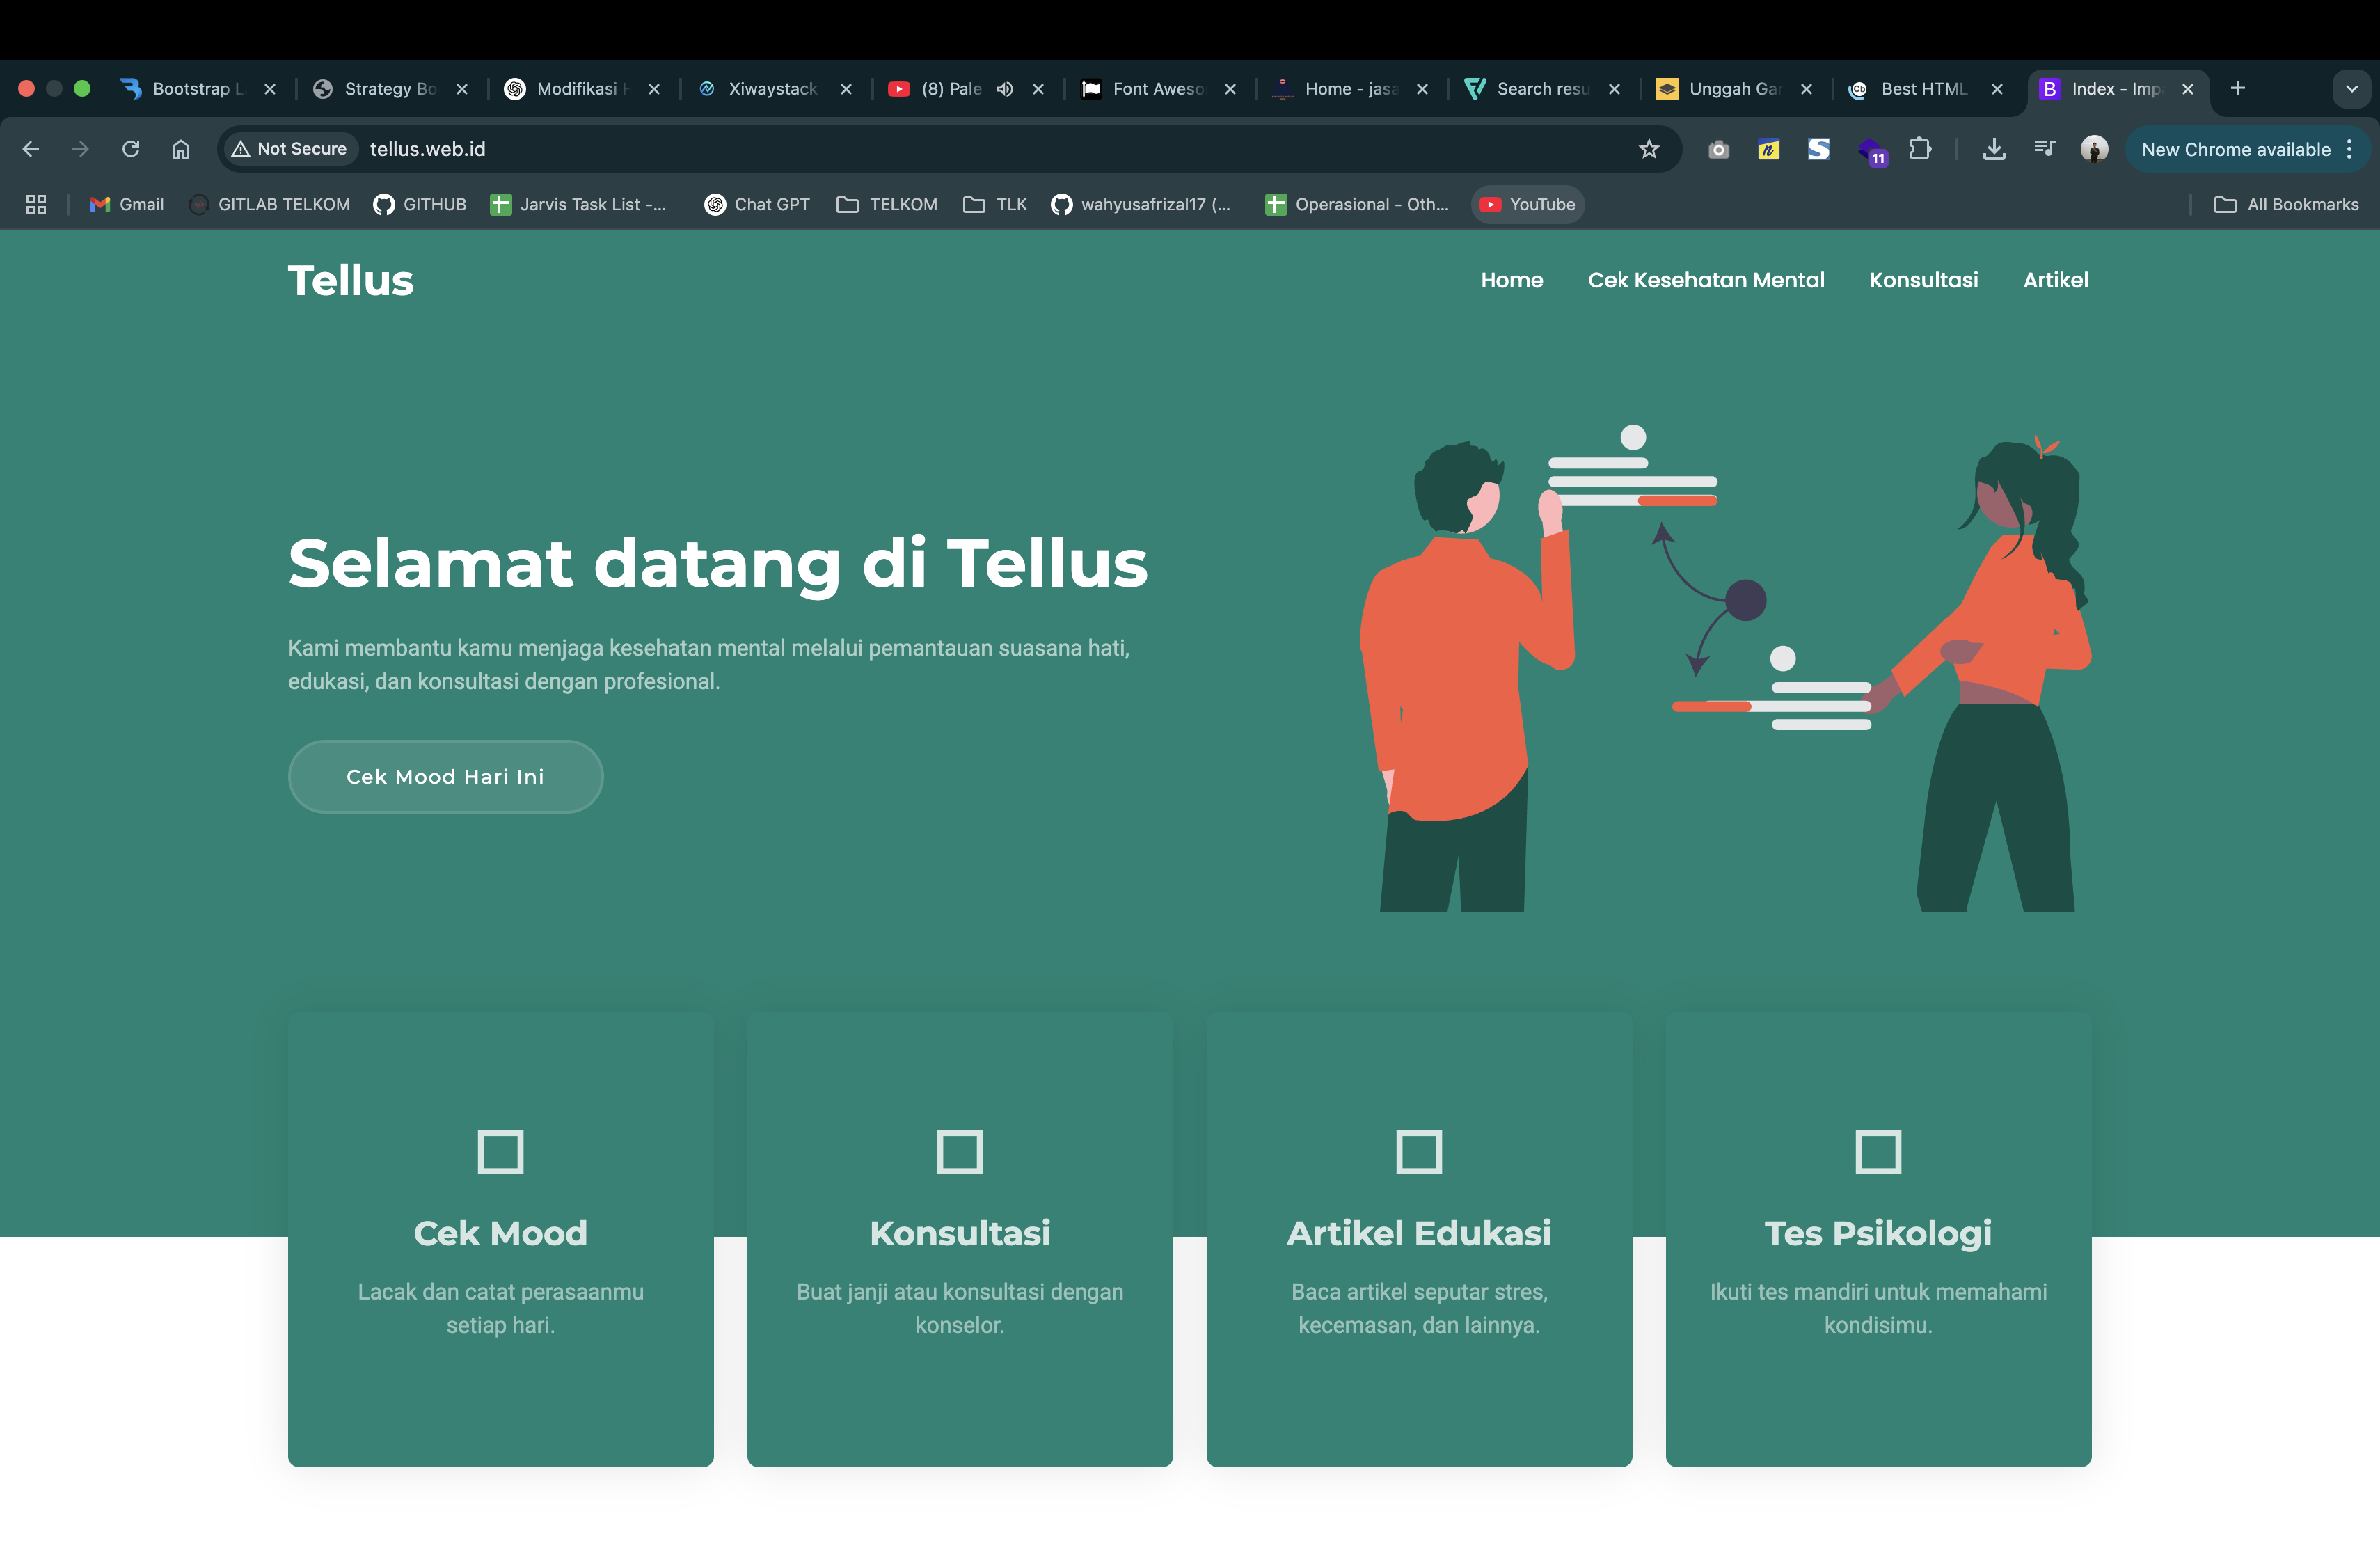 Bootstrap L
Strategy Bo
Modifikasi H
Xiwaystack
(8) Pale
Font Aweso
Home - jasa
Search resu
Unggah Gar
Best HTML
Index - Imp
Not Secure
tellus.web.id
11
New Chrome available
Gmail
GITLAB TELKOM
GITHUB
Jarvis Task List -...
Chat GPT
TELKOM
TLK
wahyusafrizal17 (...
Operasional - Oth...
YouTube
All Bookmarks
Tellus
Home
Cek Kesehatan Mental
Konsultasi
Artikel
Selamat datang di Tellus
Kami membantu kamu menjaga kesehatan mental melalui pemantauan suasana hati,
edukasi, dan konsultasi dengan profesional.
Cek Mood Hari Ini
Cek Mood
Lacak dan catat perasaanmu
setiap hari.
Konsultasi
Buat janji atau konsultasi dengan
konselor.
Artikel Edukasi
Baca artikel seputar stres,
kecemasan, dan lainnya.
Tes Psikologi
Ikuti tes mandiri untuk memahami
kondisimu.